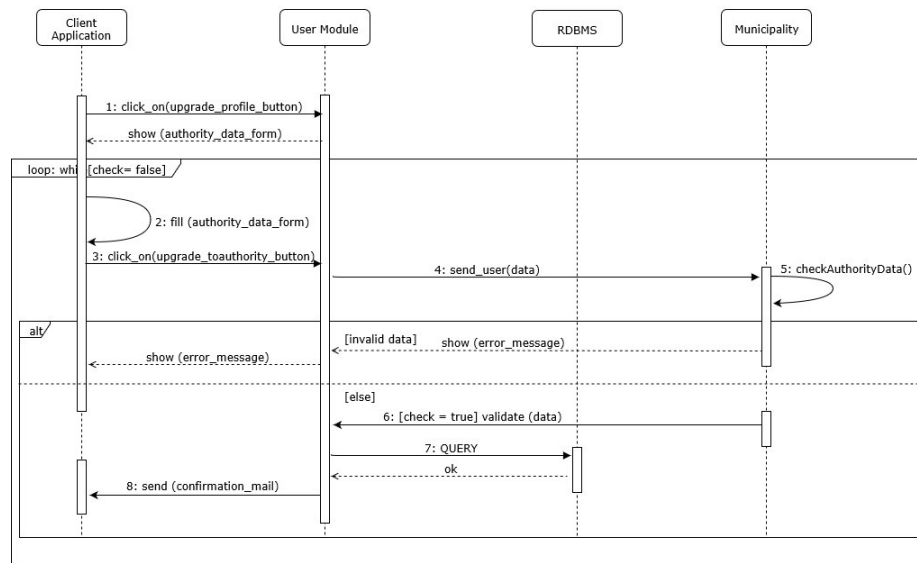 Client
Application
User Module
RDBMS
Municipality
1: click_on(upgrade_profile_button)
show (authority_data_form)
loop: whil [check= false]
2: fill (authority_data_form)
3: click_on(upgrade_toauthority_button)
4: send_user(data)
5: checkAuthorityData()
alt
[invalid data]
show (error_message)
show (error_message)
[else]
6: [check = true] validate (data)
7: QUERY
ok
8: send (confirmation_mail)